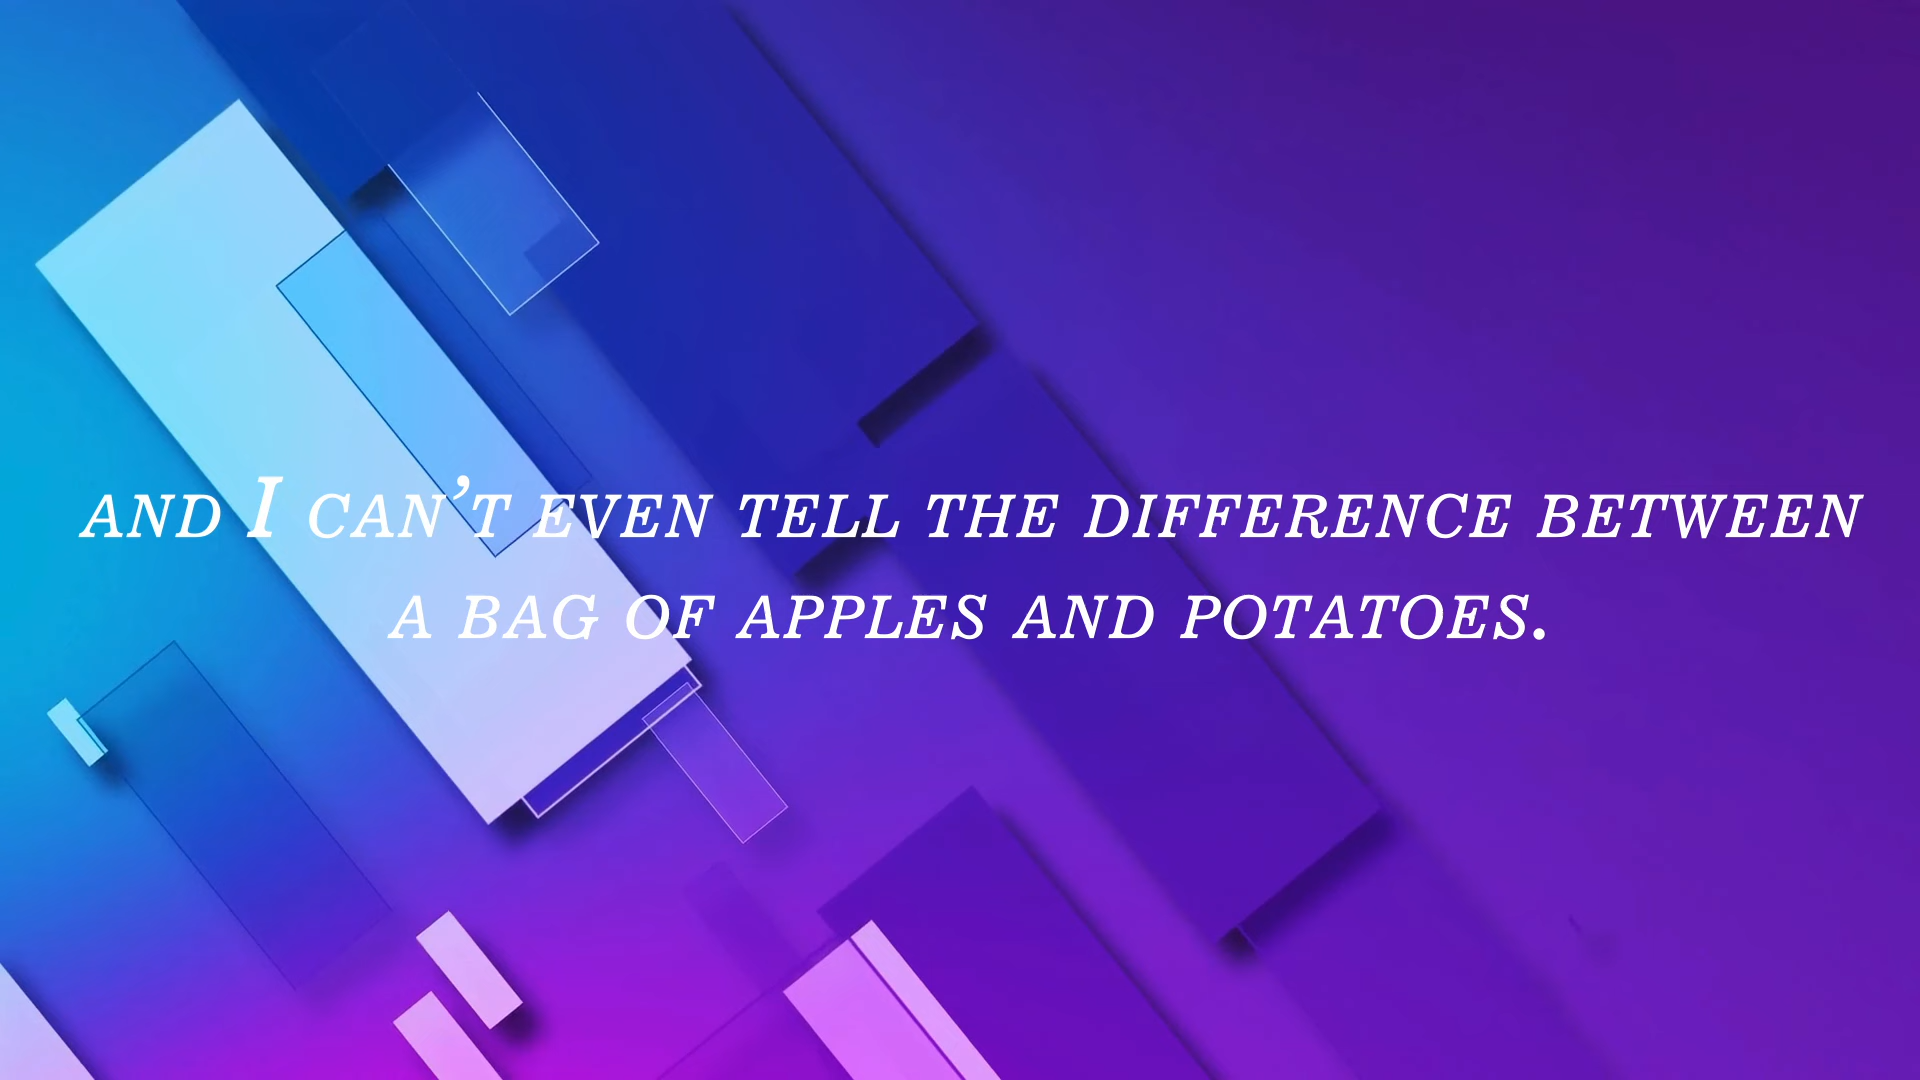 and I can’t even tell the difference between
a bag of apples and potatoes.